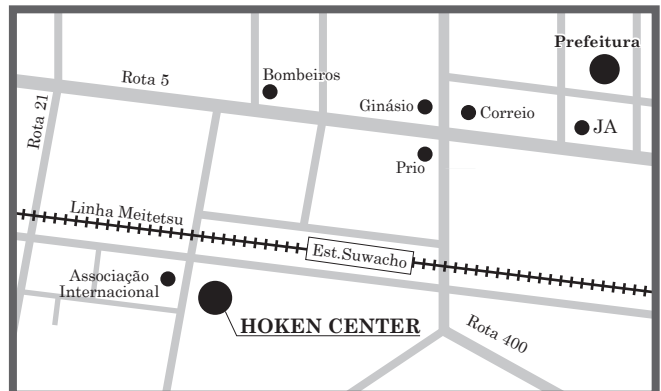 Prefeitura
Rota 5
Bombeiros
Ginásio
Correio
JA
Rota 21
Prio
Linha Meitetsu
Est.Suwacho
Associação
Internacional
HOKEN CENTER
Rota 400